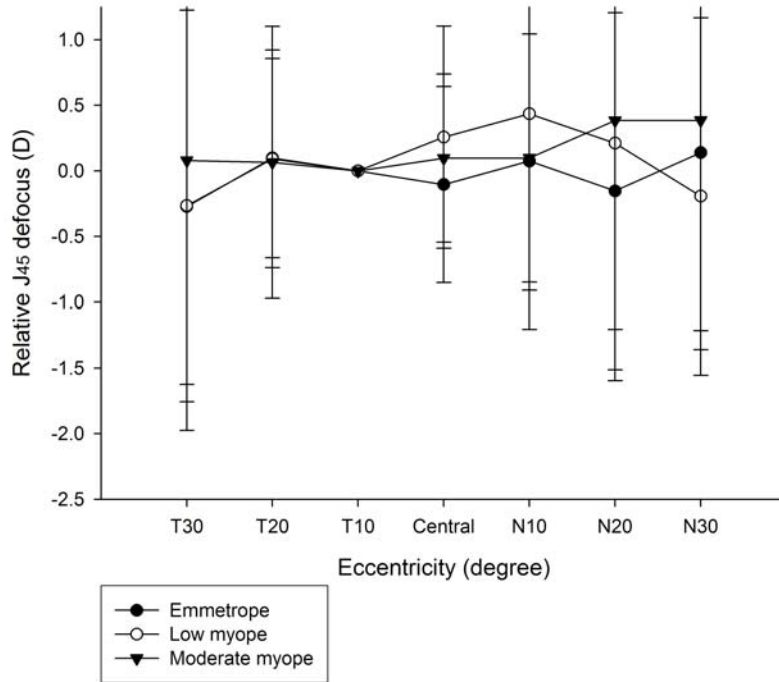 1.0
0.5
0.0
-0.5
-1.0
-1.5
-2.0
-2.5
Relative J45 defocus (D)
T30 T20 T10 Central N10 N20 N30
Eccentricity (degree)
Emmetrope
Low myope
Moderate myope